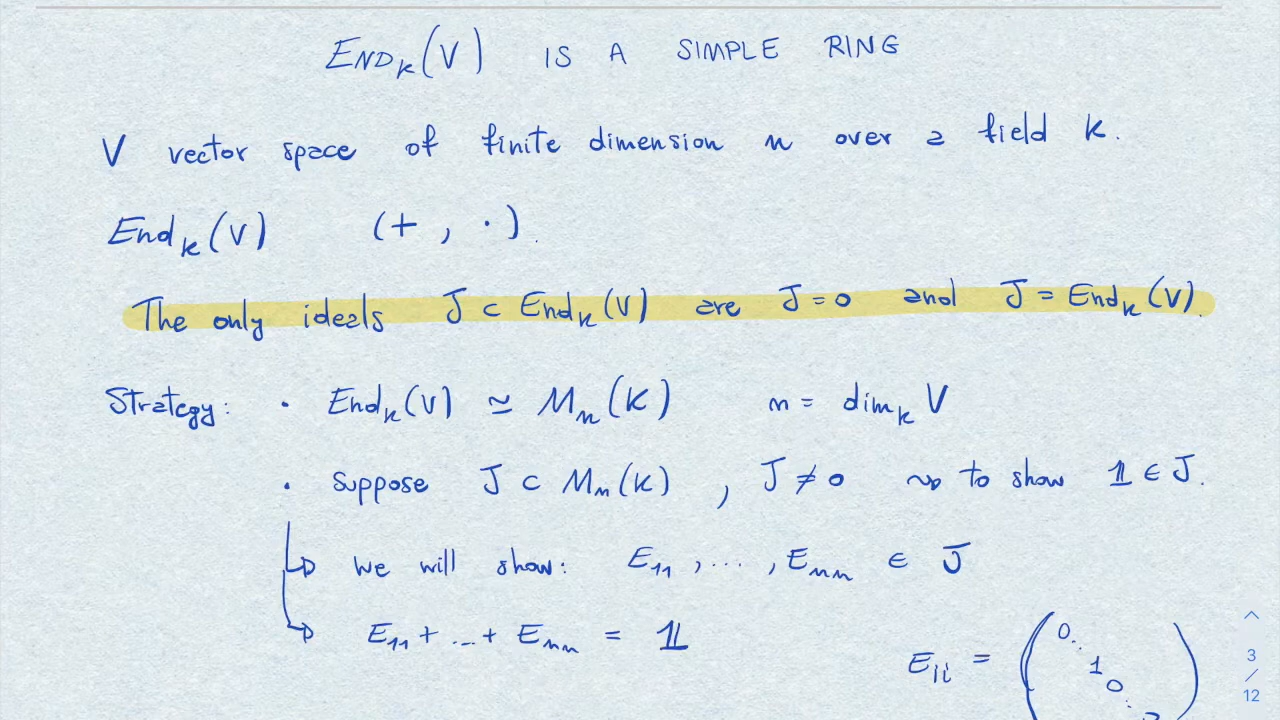 END_k(V) IS A SIMPLE RING
V vector space of finite dimension n over a field k.
End_k(V) (+, ·).
The only ideals J ⊂ End_k(V) are J = 0 and J = End_k(V).
Strategy: · End_k(V) ≃ M_n(K) n = dim_k V
· suppose J ⊂ M_n(K), J ≠ 0 ⇝ to show 𝟙 ∈ J.
↳ we will show: E_11, ..., E_nn ∈ J
↳ E_11 + ... + E_nn = 𝟙
E_ii = ( 0 ⋱ 1 0 ⋱ )
3
/
12